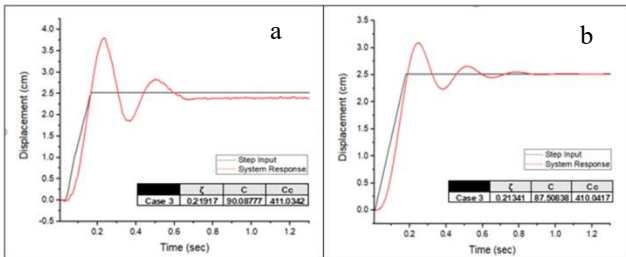 a
4.5
4.0
3.5
3.0
2.5
2.0
1.5
1.0
0.5
0.0
-0.5
Displacement (cm)
Step Input
System Response
ζ C Cc
Case 3 0.21917 90.08777 411.0342
0.2 0.4 0.6 0.8 1.0 1.2
Time (sec)
b
3.5
3.0
2.5
2.0
1.5
1.0
0.5
0.0
Displacement (cm)
Step Input
System Response
ζ C Cc
Case 3 0.21341 87.50838 410.0417
0.0 0.2 0.4 0.6 0.8 1.0 1.2
Time (sec)